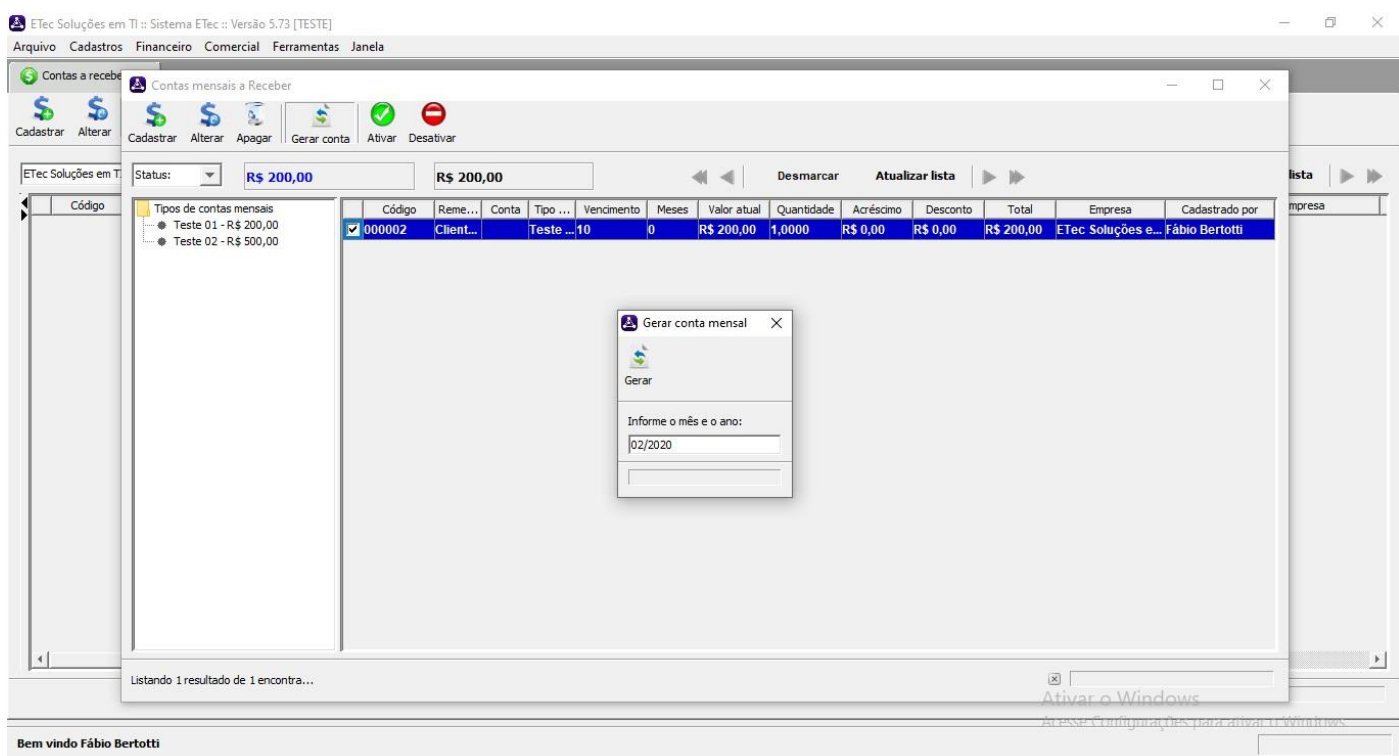 ETec Soluções em TI :: Sistema ETec :: Versão 5.73 [TESTE]
Arquivo Cadastros Financeiro Comercial Ferramentas Janela
Contas a recebe
Cadastrar Alterar
ETec Soluções em T
Código
Contas mensais a Receber
Cadastrar Alterar Apagar Gerar conta Ativar Desativar
Status: R$ 200,00 R$ 200,00 Desmarcar Atualizar lista
lista
mpresa
Tipos de contas mensais
Teste 01 - R$ 200,00
Teste 02 - R$ 500,00
Código Reme... Conta Tipo ... Vencimento Meses Valor atual Quantidade Acréscimo Desconto Total Empresa Cadastrado por
000002 Client... Teste ... 10 0 R$ 200,00 1,0000 R$ 0,00 R$ 0,00 R$ 200,00 ETec Soluções e... Fábio Bertotti
Gerar conta mensal
Gerar
Informe o mês e o ano:
02/2020
Listando 1 resultado de 1 encontra...
Ativar o Windows
Acesse Configurações para ativar o Windows.
Bem vindo Fábio Bertotti